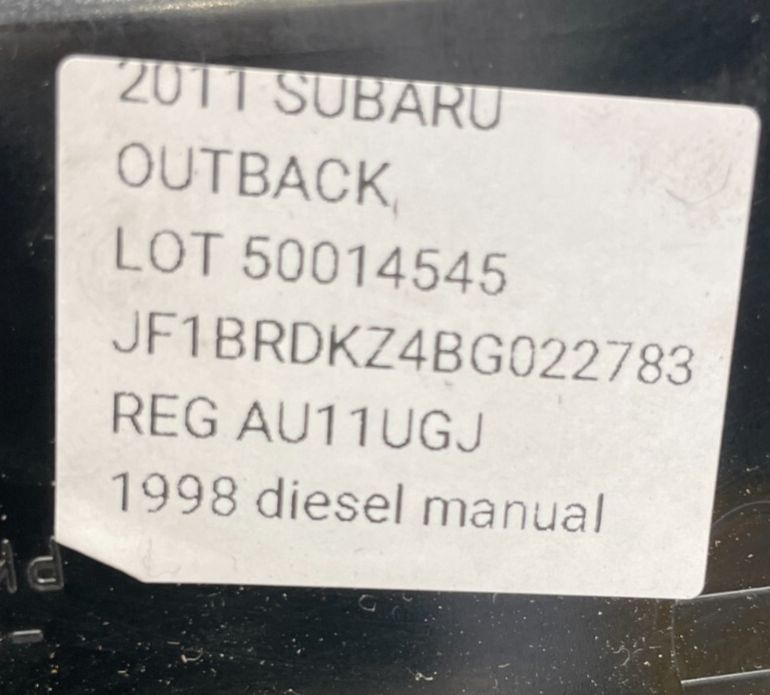 2011 SUBARU
OUTBACK,
LOT 50014545
JF1BRDKZ4BG022783
REG AU11UGJ
1998 diesel manual